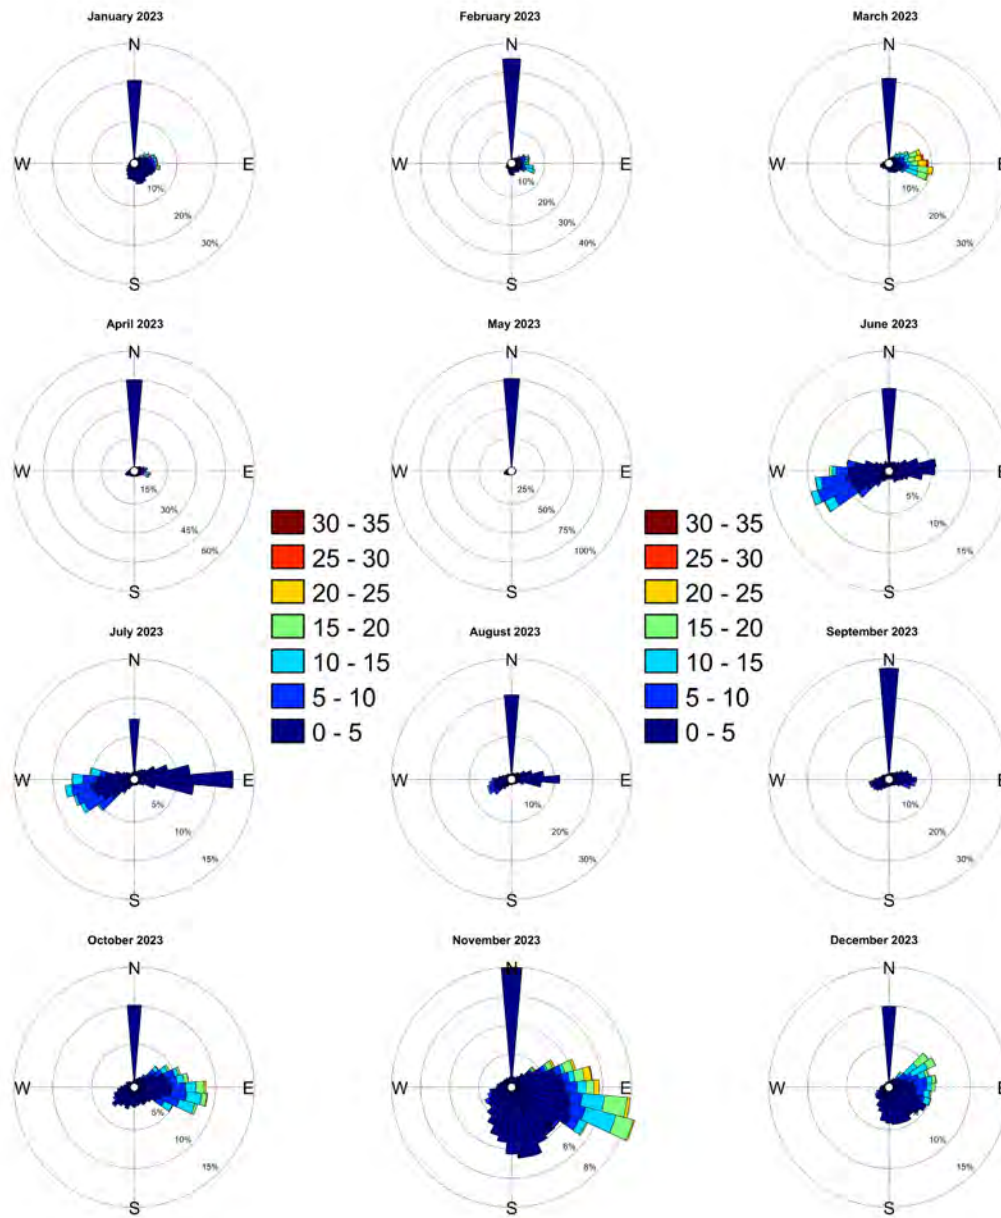 January 2023
N
W
E
S
10%
20%
30%
February 2023
N
W
E
S
10%
20%
30%
40%
March 2023
N
W
E
S
10%
20%
30%
April 2023
N
W
E
S
15%
30%
45%
60%
May 2023
N
W
E
S
25%
50%
75%
100%
June 2023
N
W
E
S
5%
10%
15%
30 - 35
25 - 30
20 - 25
15 - 20
10 - 15
5 - 10
0 - 5
30 - 35
25 - 30
20 - 25
15 - 20
10 - 15
5 - 10
0 - 5
July 2023
N
W
E
S
5%
10%
15%
August 2023
N
W
E
S
10%
20%
30%
September 2023
N
W
E
S
10%
20%
30%
October 2023
N
W
E
S
5%
10%
15%
November 2023
N
W
E
S
6%
8%
December 2023
N
W
E
S
10%
15%